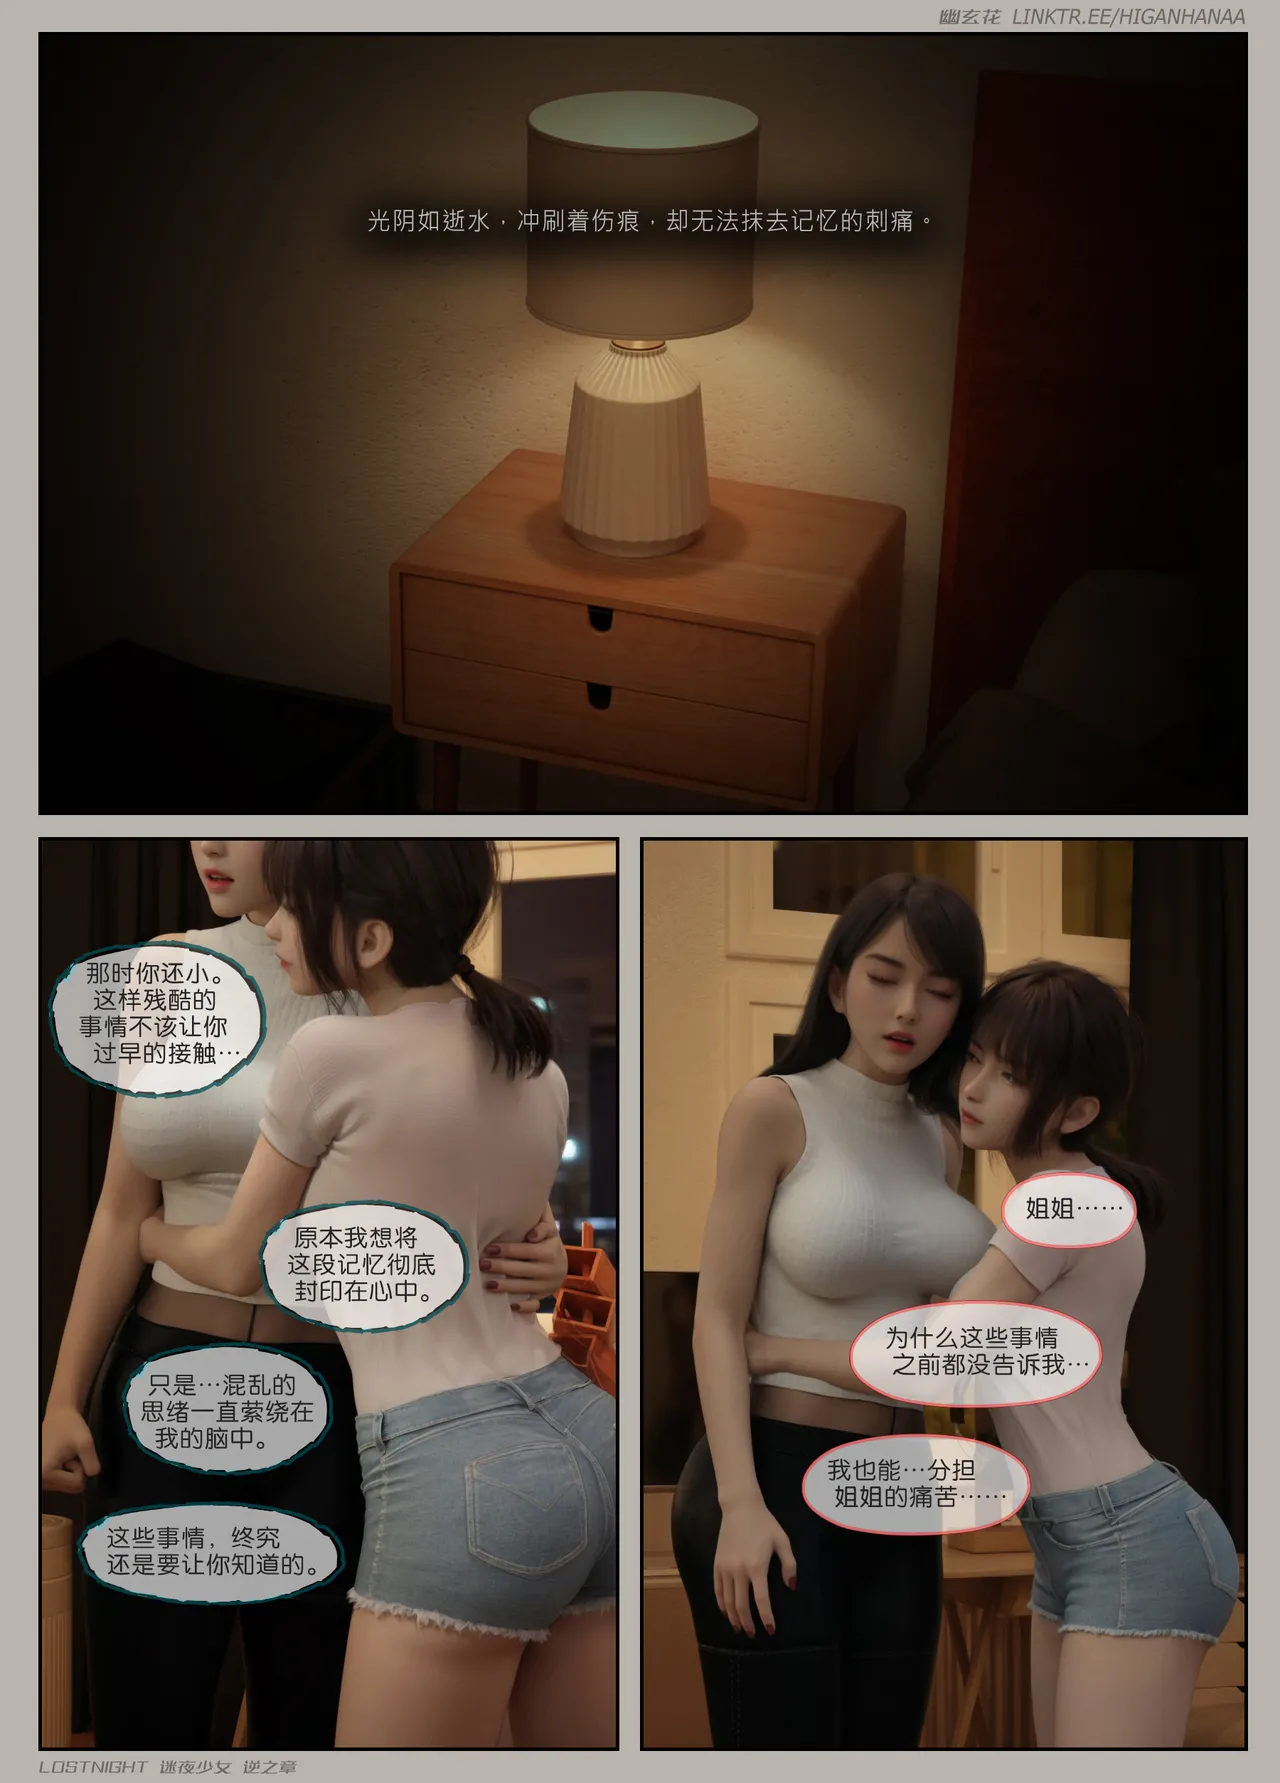 幽玄花 LINKTR.EE/HIGANHANAA
光阴如逝水，冲刷着伤痕，却无法抹去记忆的刺痛。
那时你还小。
这样残酷的
事情不该让你
过早的接触…
原本我想将
这段记忆彻底
封印在心中。
只是…混乱的
思绪一直萦绕在
我的脑中。
这些事情，终究
还是要让你知道的。
姐姐……
为什么这些事情
之前都没告诉我…
我也能…分担
姐姐的痛苦……
LOSTNIGHT 迷夜少女 逆之章